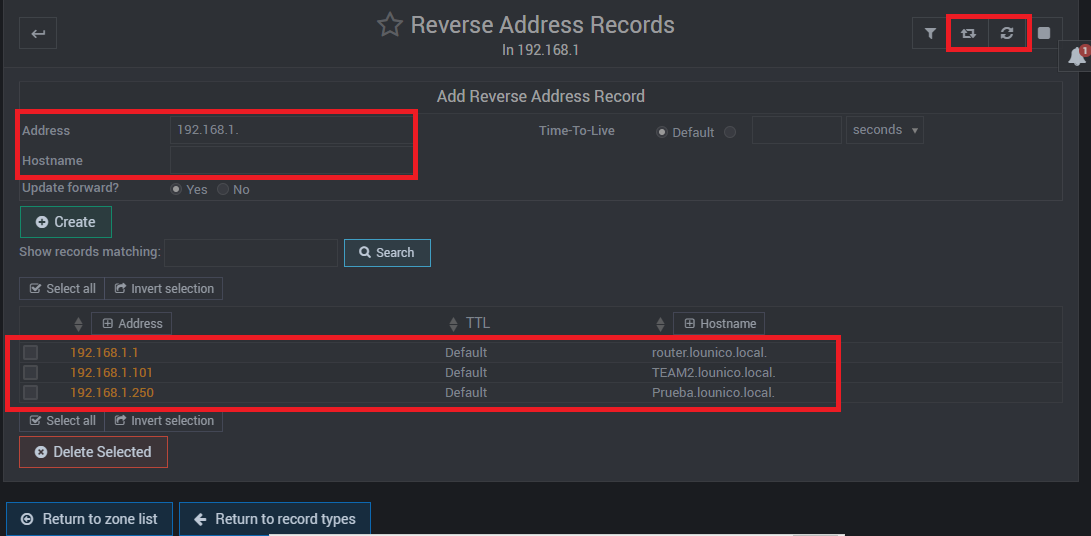 Reverse Address Records
In 192.168.1
1
Add Reverse Address Record
Address 192.168.1. Time-To-Live Default seconds
Hostname
Update forward? Yes No
Create
Show records matching: Search
Select all Invert selection
Address TTL Hostname
192.168.1.1 Default router.lounico.local.
192.168.1.101 Default TEAM2.lounico.local.
192.168.1.250 Default Prueba.lounico.local.
Select all Invert selection
Delete Selected
Return to zone list Return to record types